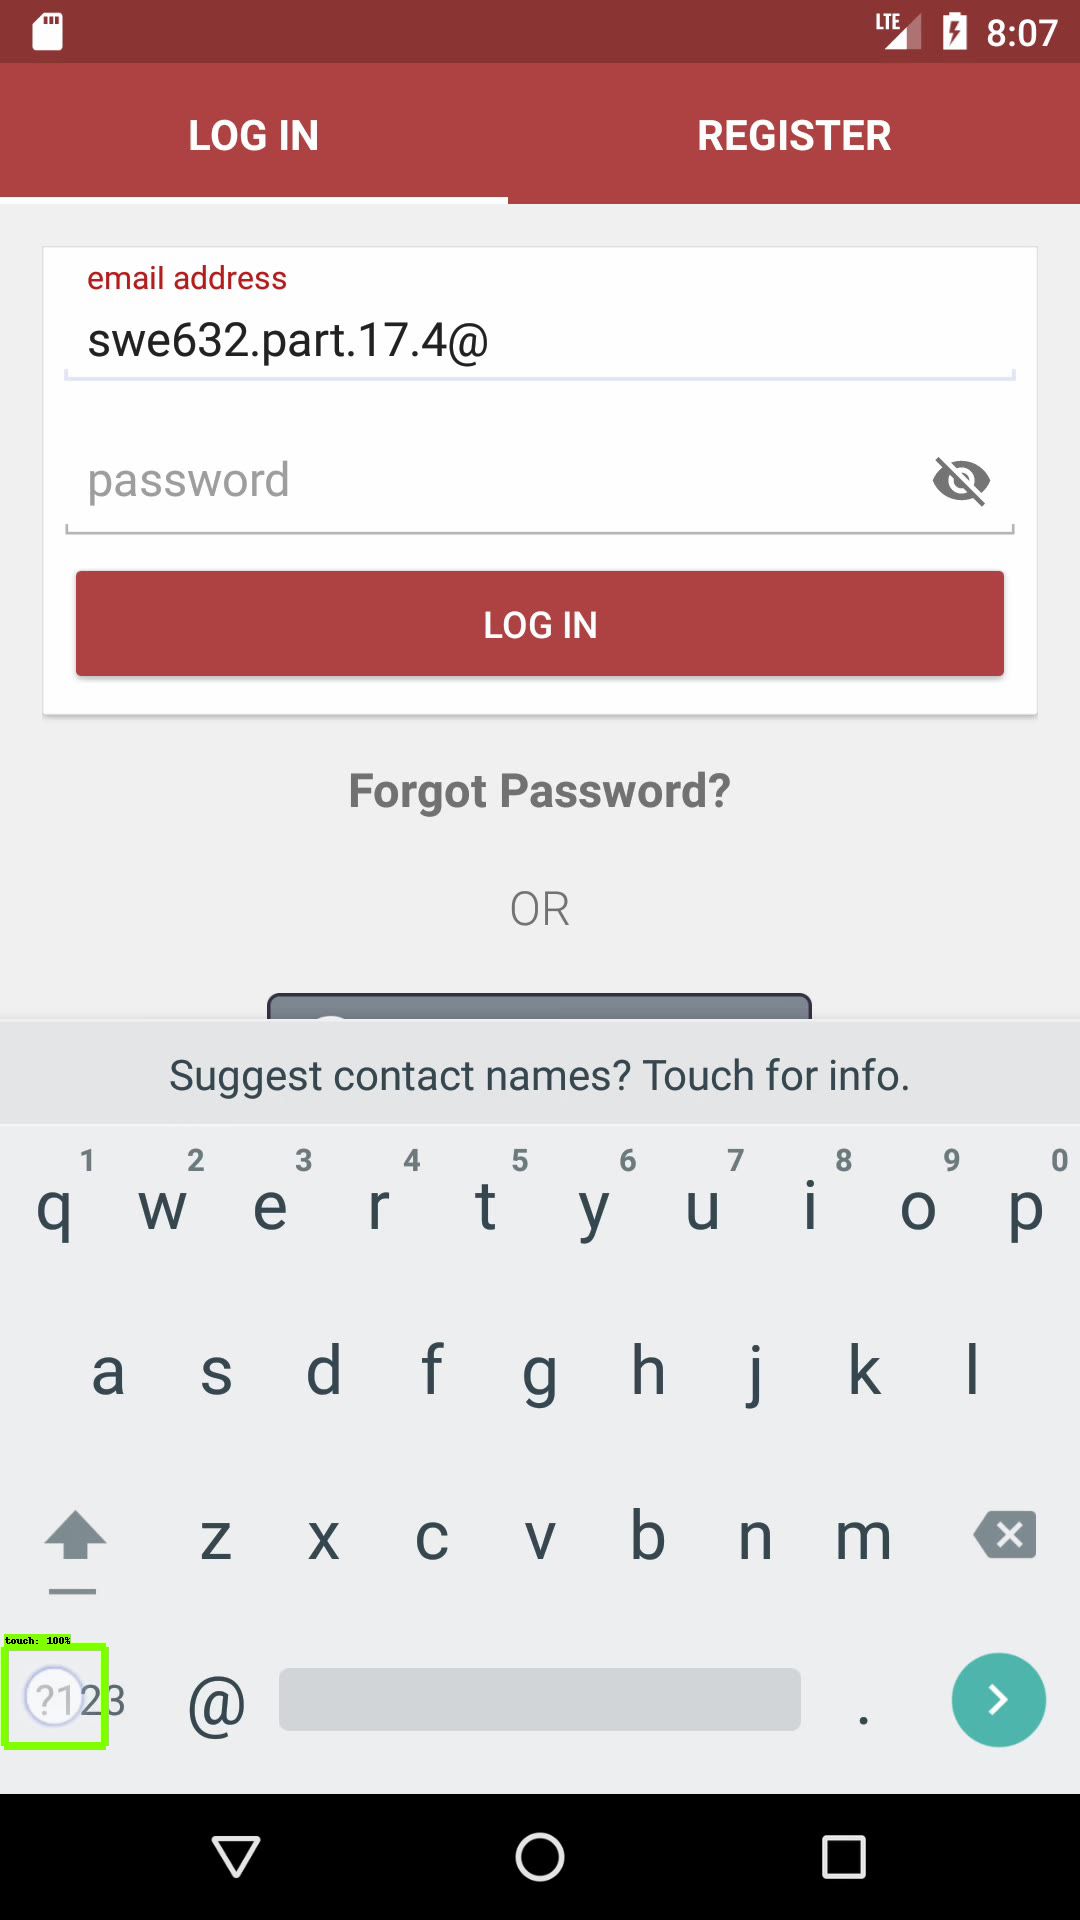 LTE 8:07
LOG IN REGISTER
email address
swe632.part.17.4@
password
LOG IN
Forgot Password?
OR
Suggest contact names? Touch for info.
1 2 3 4 5 6 7 8 9 0
q w e r t y u i o p
a s d f g h j k l
z x c v b n m
touch: 100%
?123 @ .